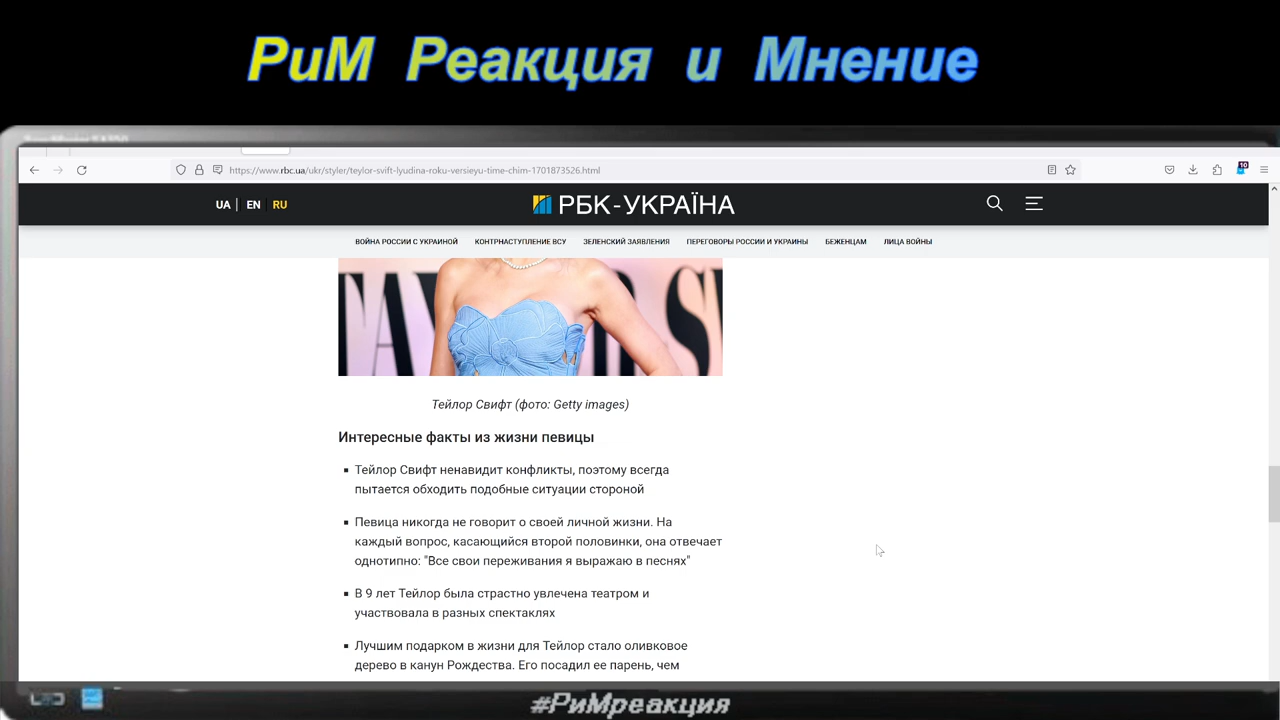 РиМ Реакция и Мнение
https://www.rbc.ua/ukr/styler/teylor-svift-lyudina-roku-versieyu-time-chim-1701873526.html
10
UA | EN RU
РБК-УКРАЇНА
ВОЙНА РОССИИ С УКРАИНОЙ КОНТРНАСТУПЛЕНИЕ ВСУ ЗЕЛЕНСКИЙ ЗАЯВЛЕНИЯ ПЕРЕГОВОРЫ РОССИИ И УКРАИНЫ БЕЖЕНЦАМ ЛИЦА ВОЙНЫ
Тейлор Свифт (фото: Getty images)
Интересные факты из жизни певицы
Тейлор Свифт ненавидит конфликты, поэтому всегда
пытается обходить подобные ситуации стороной
Певица никогда не говорит о своей личной жизни. На
каждый вопрос, касающийся второй половинки, она отвечает
однотипно: "Все свои переживания я выражаю в песнях"
В 9 лет Тейлор была страстно увлечена театром и
участвовала в разных спектаклях
Лучшим подарком в жизни для Тейлор стало оливковое
дерево в канун Рождества. Его посадил ее парень, чем
#РиМреакция